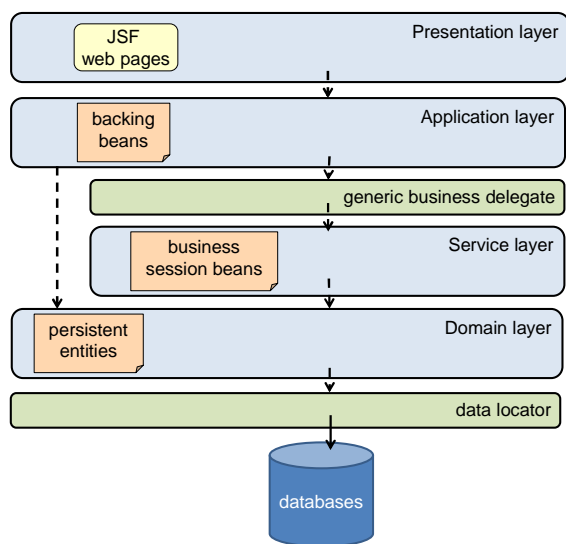 JSF
web pages
Presentation layer
backing
beans
Application layer
generic business delegate
business
session beans
Service layer
persistent
entities
Domain layer
data locator
databases